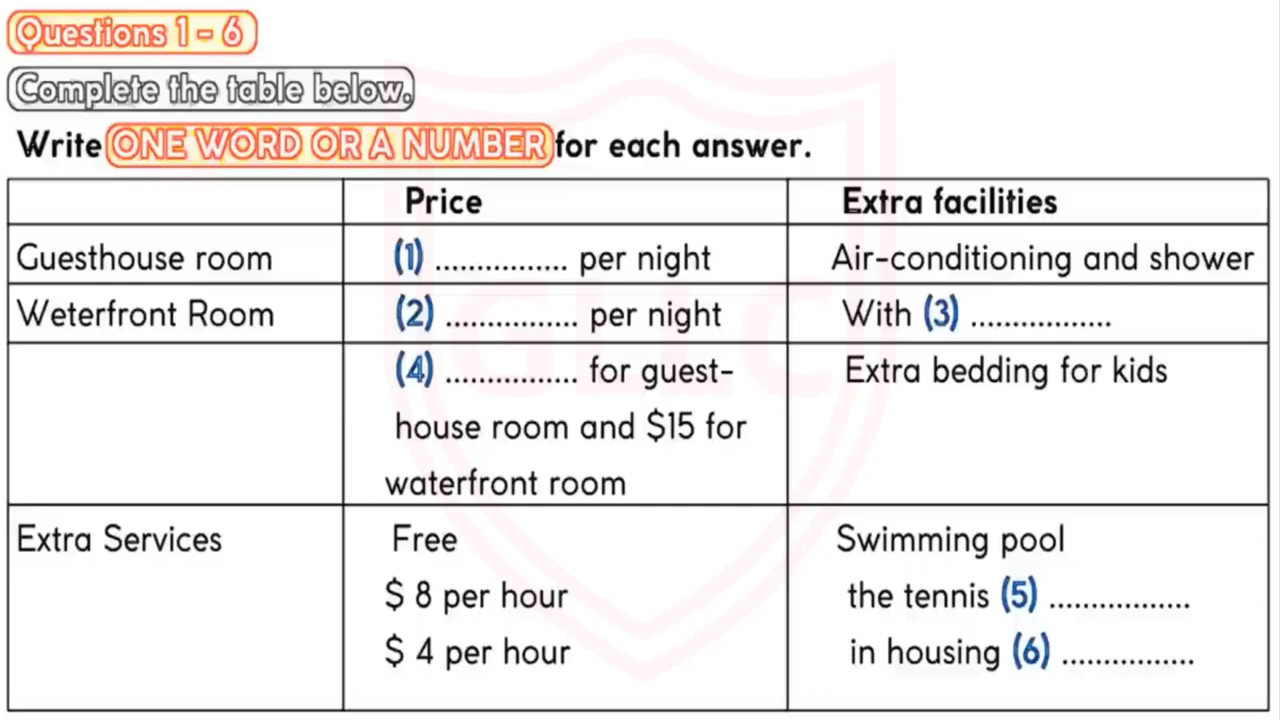 Questions 1 - 6
Complete the table below.
Write ONE WORD OR A NUMBER for each answer.
Price Extra facilities
Guesthouse room (1) ................ per night Air-conditioning and shower
Weterfront Room (2) ................ per night With (3) .................
(4) ................ for guest- Extra bedding for kids
house room and $15 for
waterfront room
Extra Services Free Swimming pool
$ 8 per hour the tennis (5) .................
$ 4 per hour in housing (6) ................